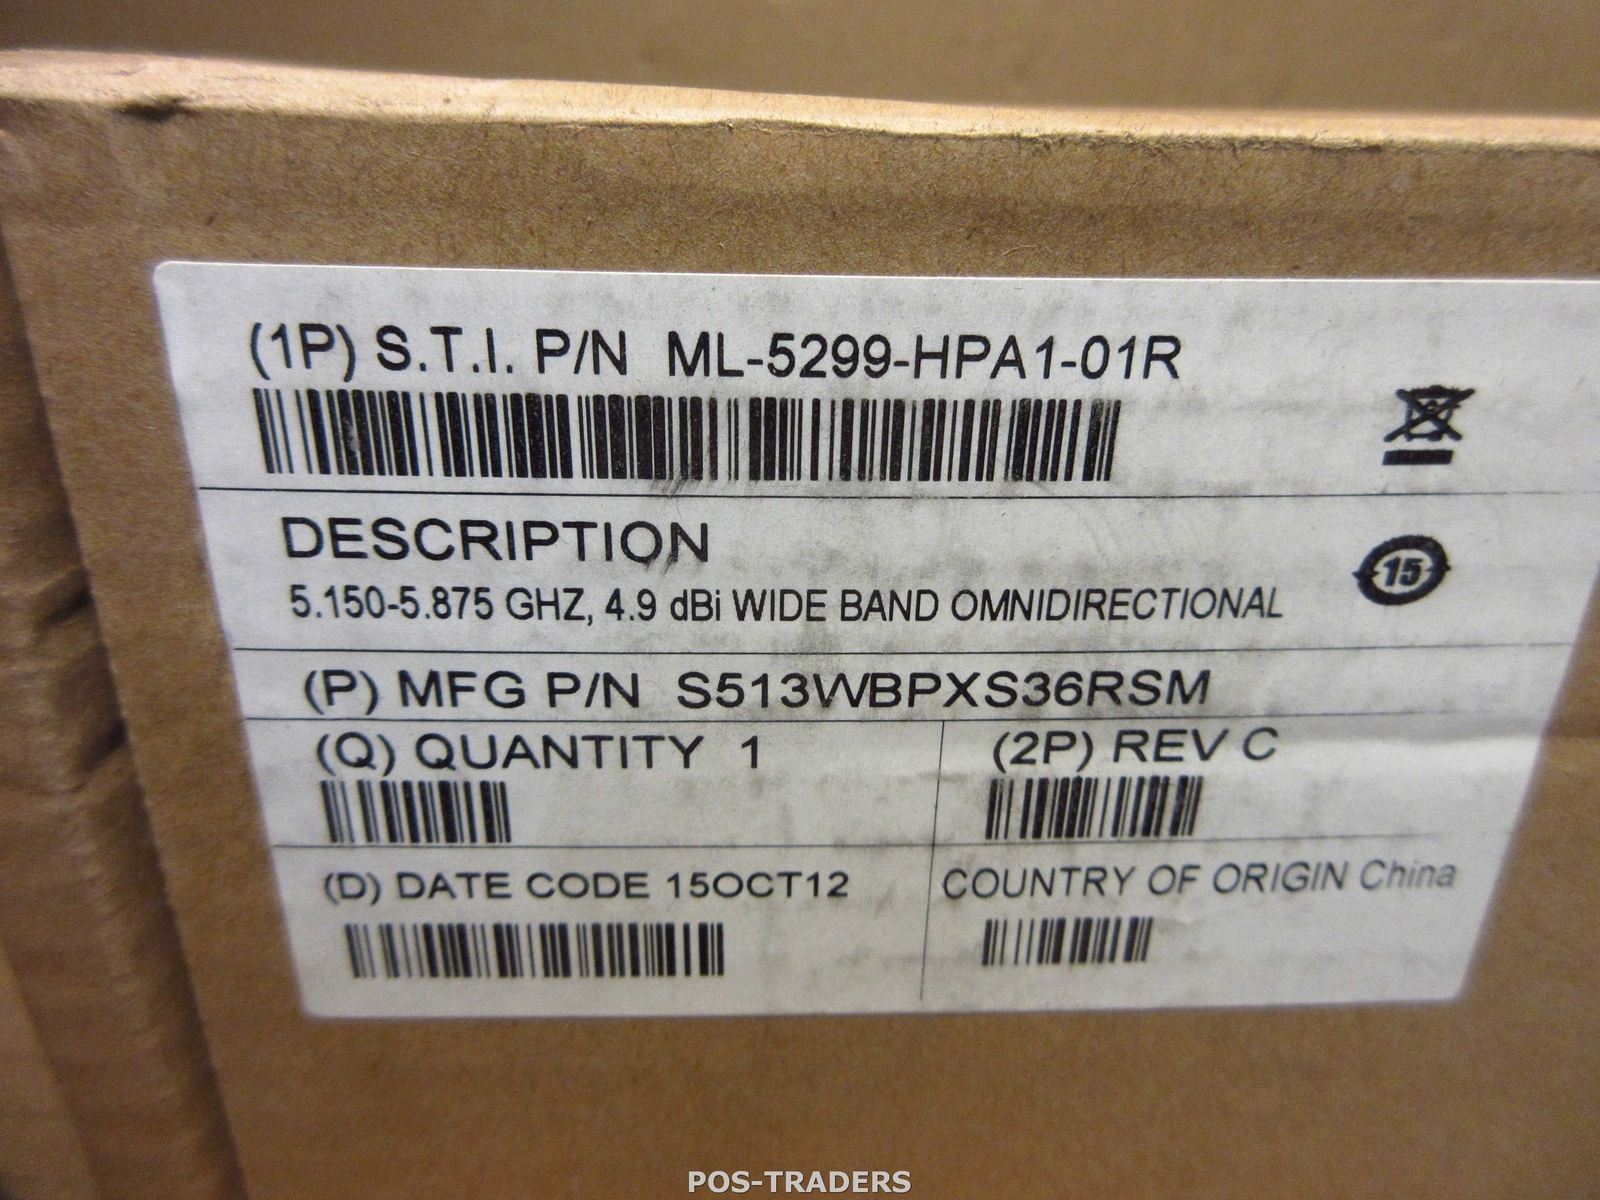 (1P) S.T.I. P/N ML-5299-HPA1-01R
DESCRIPTION
15
5.150-5.875 GHZ, 4.9 dBi WIDE BAND OMNIDIRECTIONAL
(P) MFG P/N S513WBPXS36RSM
(Q) QUANTITY 1
(2P) REV C
(D) DATE CODE 15OCT12
COUNTRY OF ORIGIN China
POS-TRADERS